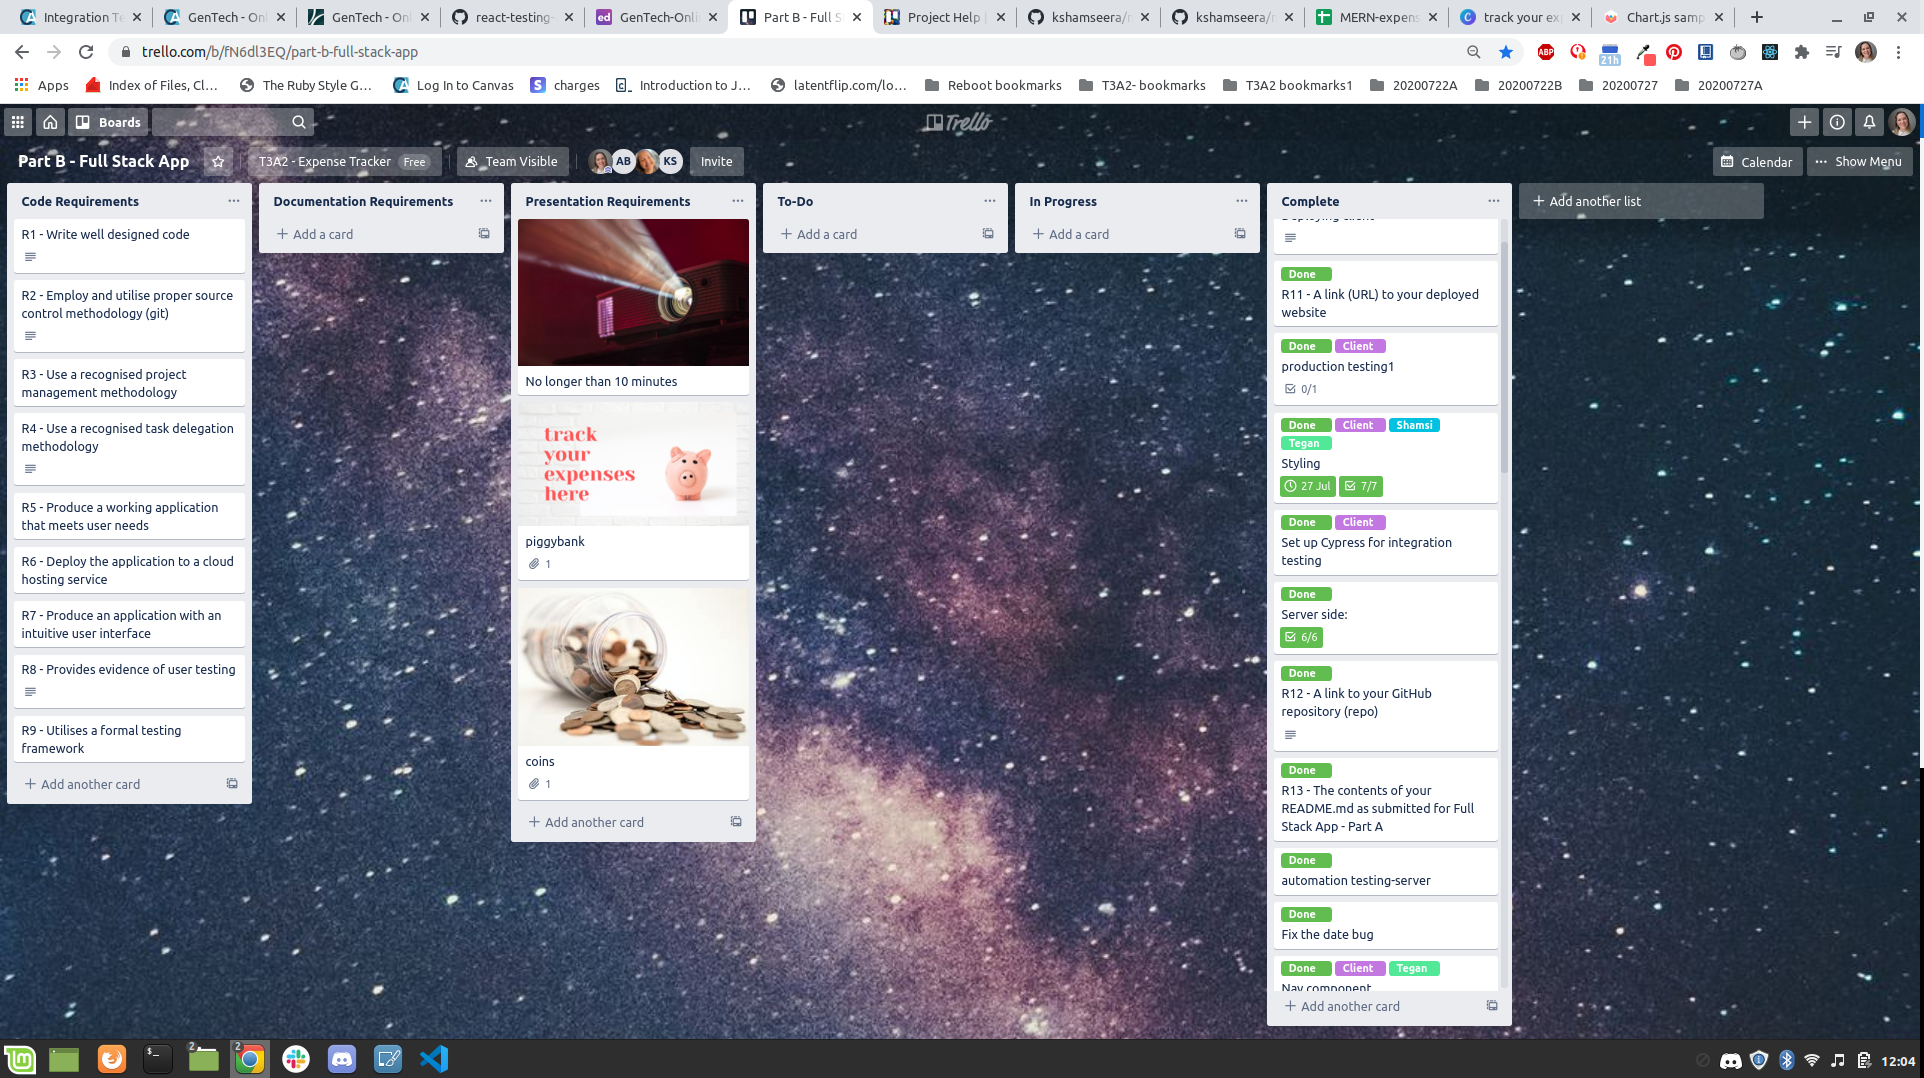 Integration Te
GenTech - Onl
GenTech - Onl
react-testing-
GenTech-Onlin
Part B - Full St
Project Help |
kshamseera/m
kshamseera/m
MERN-expens
track your exp
Chart.js samp
trello.com/b/fN6dl3EQ/part-b-full-stack-app
ABP
21h
Apps
Index of Files, Cl...
The Ruby Style G...
Log In to Canvas
charges
Introduction to J...
latentflip.com/lo...
Reboot bookmarks
T3A2- bookmarks
T3A2 bookmarks1
20200722A
20200722B
20200727
20200727A
Boards
Trello
Part B - Full Stack App
T3A2 - Expense Tracker Free
Team Visible
AB
KS
Invite
Calendar
Show Menu
Code Requirements
R1 - Write well designed code
R2 - Employ and utilise proper source
control methodology (git)
R3 - Use a recognised project
management methodology
R4 - Use a recognised task delegation
methodology
R5 - Produce a working application
that meets user needs
R6 - Deploy the application to a cloud
hosting service
R7 - Produce an application with an
intuitive user interface
R8 - Provides evidence of user testing
R9 - Utilises a formal testing
framework
Add another card
Documentation Requirements
Add a card
Presentation Requirements
No longer than 10 minutes
track
your
expenses
here
piggybank
1
coins
1
Add another card
To-Do
Add a card
In Progress
Add a card
Complete
Deploying client
Done
R11 - A link (URL) to your deployed
website
Done Client
production testing1
0/1
Done Client Shamsi
Tegan
Styling
27 Jul 7/7
Done Client
Set up Cypress for integration
testing
Done
Server side:
6/6
Done
R12 - A link to your GitHub
repository (repo)
Done
R13 - The contents of your
README.md as submitted for Full
Stack App - Part A
Done
automation testing-server
Done
Fix the date bug
Done Client Tegan
Nav component
Add another card
Add another list
2
2
12:04